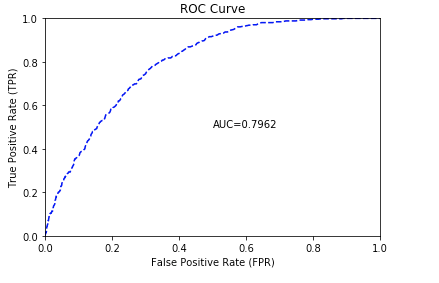 ROC Curve
1.0
0.8
0.6
0.4
0.2
0.0
True Positive Rate (TPR)
AUC=0.7962
0.0 0.2 0.4 0.6 0.8 1.0
False Positive Rate (FPR)